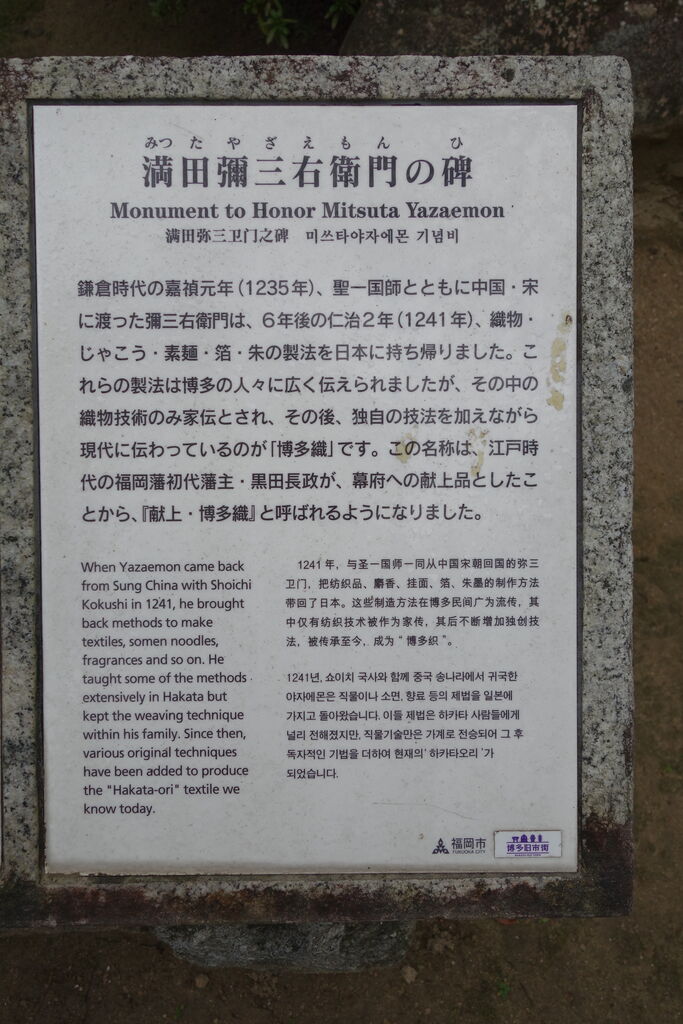 みつたやざえもん ひ
満田彌三右衛門の碑
Monument to Honor Mitsuta Yazaemon
满田弥三卫门之碑 미쓰타야자에몬 기념비
鎌倉時代の嘉禎元年(1235年)、聖一国師とともに中国・宋
に渡った彌三右衛門は、6年後の仁治2年(1241年)、織物・
じゃこう・素麺・箔・朱の製法を日本に持ち帰りました。こ
れらの製法は博多の人々に広く伝えられましたが、その中の
織物技術のみ家伝とされ、その後、独自の技法を加えながら
現代に伝わっているのが「博多織」です。この名称は、江戸時
代の福岡藩初代藩主・黒田長政が、幕府への献上品としたこ
とから、『献上・博多織』と呼ばれるようになりました。
When Yazaemon came back
from Sung China with Shoichi
Kokushi in 1241, he brought
back methods to make
textiles, somen noodles,
fragrances and so on. He
taught some of the methods
extensively in Hakata but
kept the weaving technique
within his family. Since then,
various original techniques
have been added to produce
the "Hakata-ori" textile we
know today.
1241年，与圣一国师一同从中国宋朝回国的弥三
卫门，把纺织品、麝香、挂面、箔、朱墨的制作方法
带回了日本。这些制造方法在博多民间广为流传，其
中仅有纺织技术被作为家传，其后不断增加独创技
法，被传承至今，成为“博多织”。
1241년, 쇼이치 국사와 함께 중국 송나라에서 귀국한
야자에몬은 직물이나 소면, 향료 등의 제법을 일본에
가지고 돌아왔습니다. 이들 제법은 하카타 사람들에게
널리 전해졌지만, 직물기술만은 가계로 전승되어 그 후
독자적인 기법을 더하여 현재의 '하카타오리'가
되었습니다.
福岡市
FUKUOKA CITY
博多旧市街